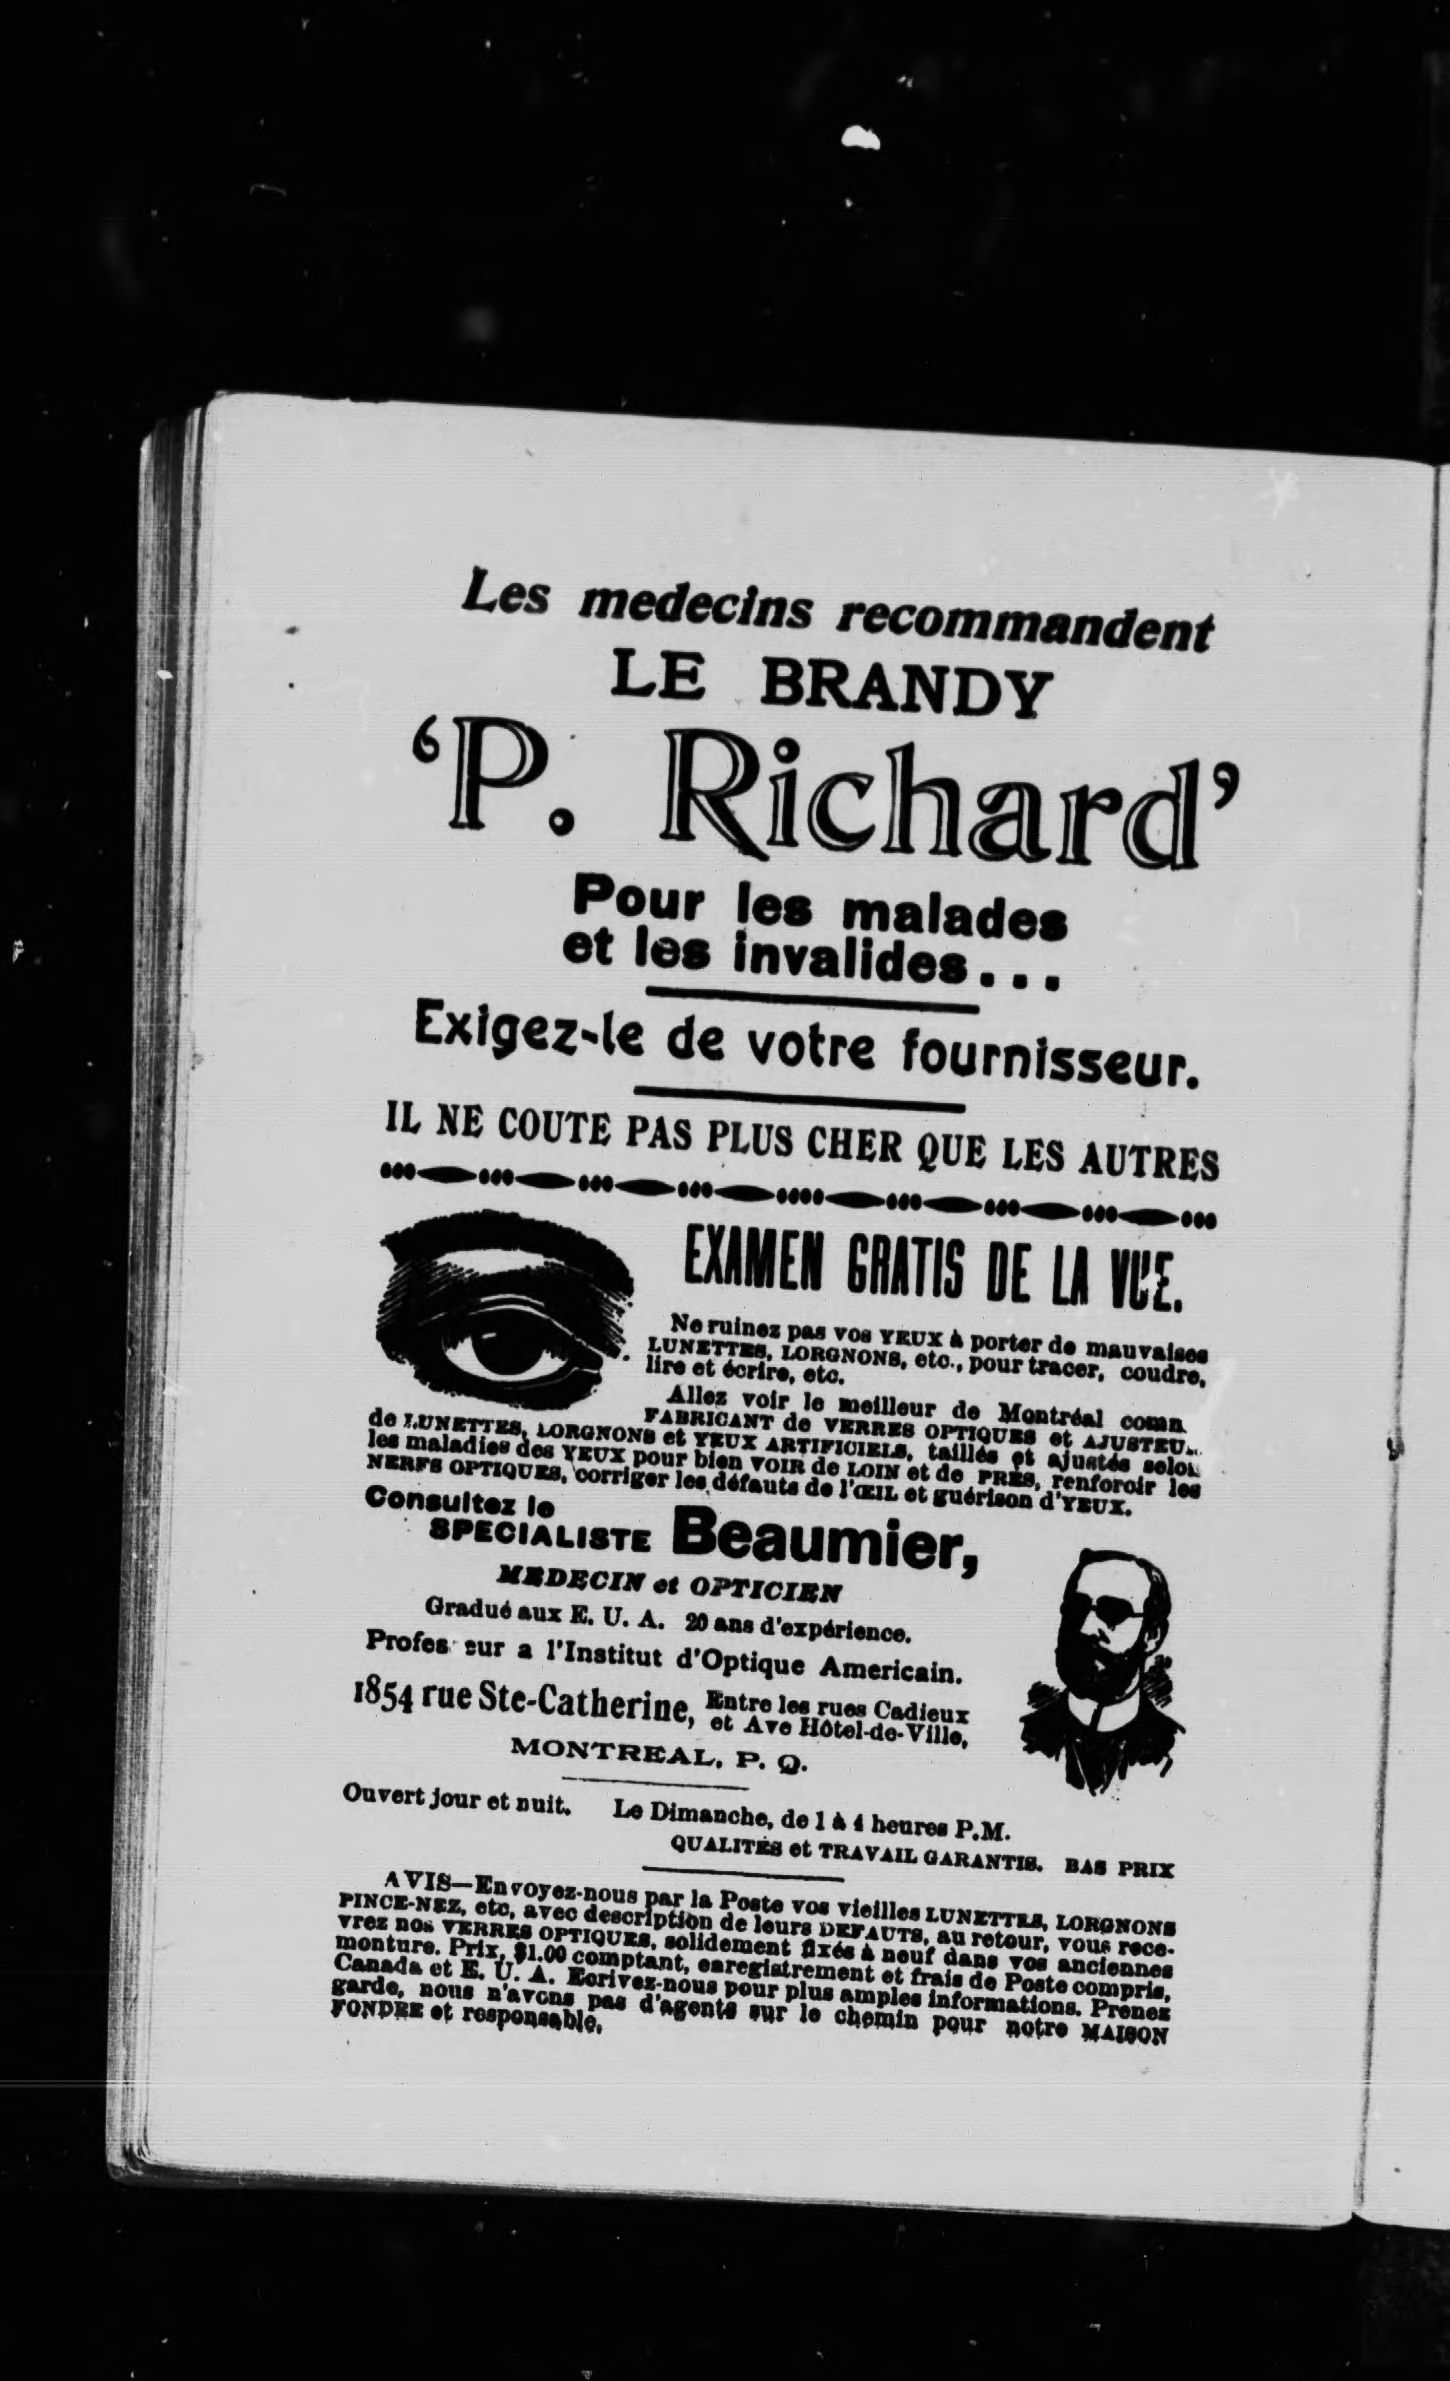 Les medecins recommandent
LE BRANDY
‘P. Richard’
Pour les malades
et les invalides...
Exigez-le de votre fournisseur.
IL NE COUTE PAS PLUS CHER QUE LES AUTRES
EXAMEN GRATIS DE LA VUE.
Ne ruinez pas vos YEUX à porter de mauvaises
LUNETTES, LORGNONS, etc., pour tracer, coudre,
lire et écrire, etc.
Allez voir le meilleur de Montréal
FABRICANT de VERRES OPTIQUES et
de LUNETTES, LORGNONS et YEUX ARTIFICIELS, taillés et ajustés selon
les maladies des YEUX pour bien VOIR de LOIN et de PRES, renforcir les
NERFS OPTIQUES, corriger les défauts de l'ŒIL et guérison d'YEUX.
Consultez le
SPECIALISTE Beaumier,
MEDECIN et OPTICIEN
Gradué aux E. U. A. 20 ans d'expérience.
Professeur a l'Institut d'Optique Americain.
1854 rue Ste-Catherine, Entre les rues Cadieux
et Ave Hôtel-de-Ville,
MONTREAL, P. Q.
Ouvert jour et nuit. Le Dimanche, de 1 à 4 heures P.M.
QUALITÉS et TRAVAIL GARANTIS. BAS PRIX
AVIS—Envoyez-nous par la Poste vos vieilles LUNETTES, LORGNONS
PINCE-NEZ, etc, avec description de leurs DEFAUTS, au retour, vous rece-
vrez nos VERRES OPTIQUES, solidement fixés à neuf dans vos anciennes
monture. Prix, $1.00 comptant, enregistrement et frais de Poste compris,
Canada et E. U. A. Ecrivez-nous pour plus amples informations. Prenez
garde, nous n'avons pas d'agents sur le chemin pour notre MAISON
FONDEE et responsable,